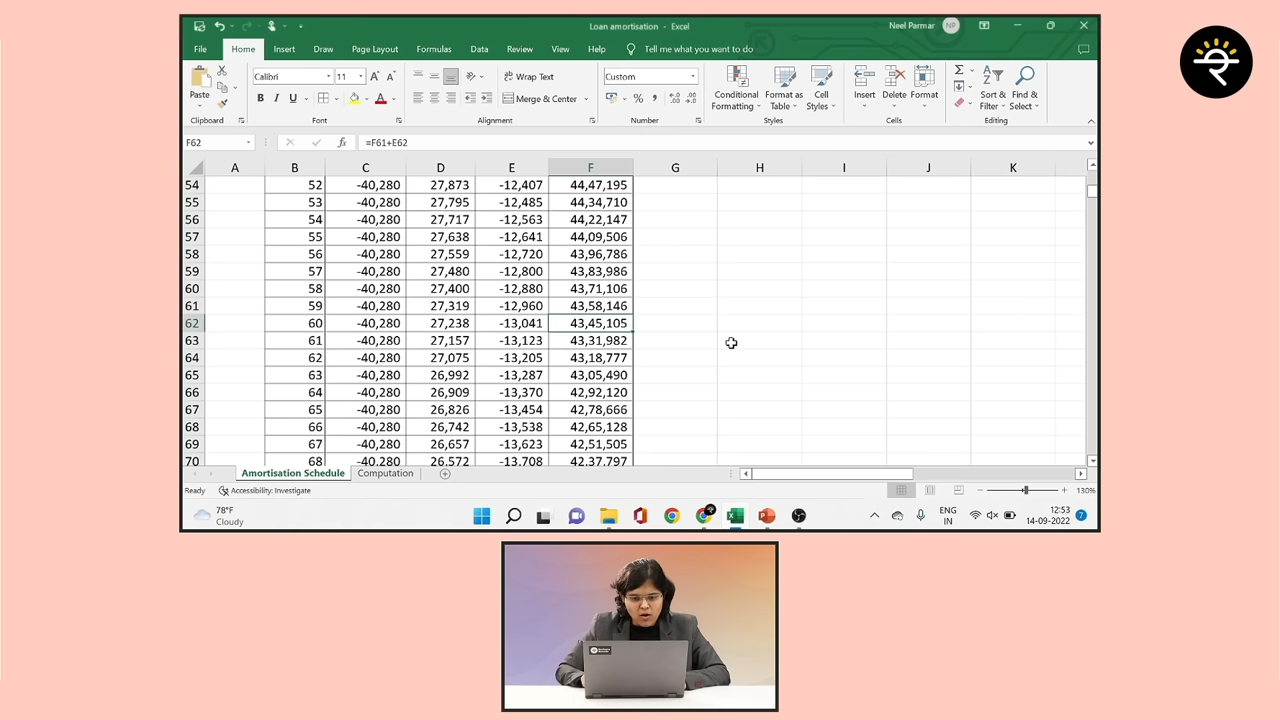 Loan amortisation - Excel
Neel Parmar
NP
File Home Insert Draw Page Layout Formulas Data Review View Help Tell me what you want to do
Paste
Calibri 11
Wrap Text
Custom
Conditional Formatting
Format as Table
Cell Styles
Insert Delete Format
Sort & Filter
Find & Select
B I U
Merge & Center
Clipboard Font Alignment Number Styles Cells Editing
F62 fx =F61+E62
A B C D E F G H I J K
54 52 -40,280 27,873 -12,407 44,47,195
55 53 -40,280 27,795 -12,485 44,34,710
56 54 -40,280 27,717 -12,563 44,22,147
57 55 -40,280 27,638 -12,641 44,09,506
58 56 -40,280 27,559 -12,720 43,96,786
59 57 -40,280 27,480 -12,800 43,83,986
60 58 -40,280 27,400 -12,880 43,71,106
61 59 -40,280 27,319 -12,960 43,58,146
62 60 -40,280 27,238 -13,041 43,45,105
63 61 -40,280 27,157 -13,123 43,31,982
64 62 -40,280 27,075 -13,205 43,18,777
65 63 -40,280 26,992 -13,287 43,05,490
66 64 -40,280 26,909 -13,370 42,92,120
67 65 -40,280 26,826 -13,454 42,78,666
68 66 -40,280 26,742 -13,538 42,65,128
69 67 -40,280 26,657 -13,623 42,51,505
70 68 -40,280 26,572 -13,708 42,37,797
Amortisation Schedule Computation
Ready Accessibility: Investigate 130%
78°F
Cloudy
ENG
IN
12:53
14-09-2022
7